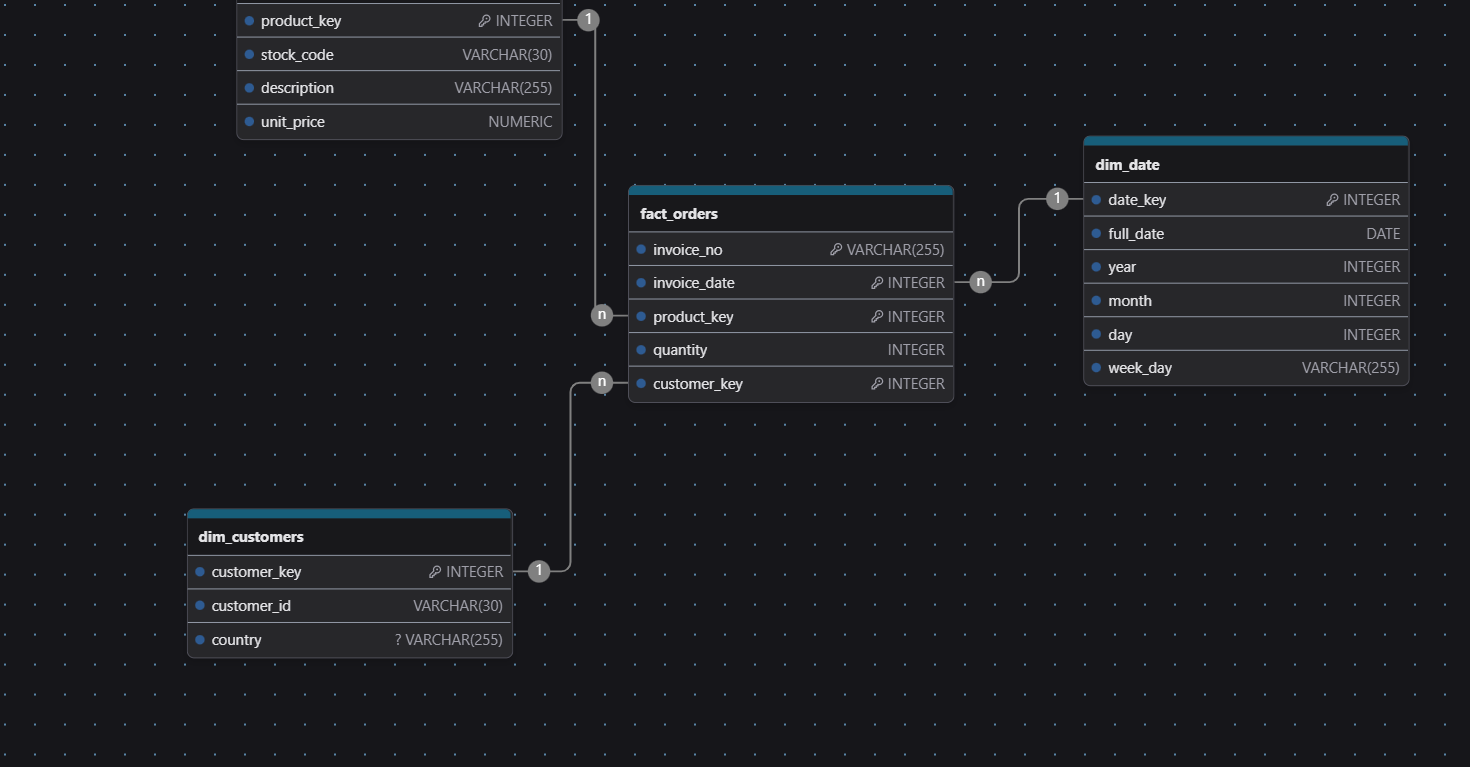 product_key INTEGER 1
stock_code VARCHAR(30)
description VARCHAR(255)
unit_price NUMERIC
dim_date
1 date_key INTEGER
full_date DATE
year INTEGER
month INTEGER
day INTEGER
week_day VARCHAR(255)
fact_orders
invoice_no VARCHAR(255)
invoice_date INTEGER n
n product_key INTEGER
quantity INTEGER
n customer_key INTEGER
dim_customers
customer_key INTEGER 1
customer_id VARCHAR(30)
country ? VARCHAR(255)